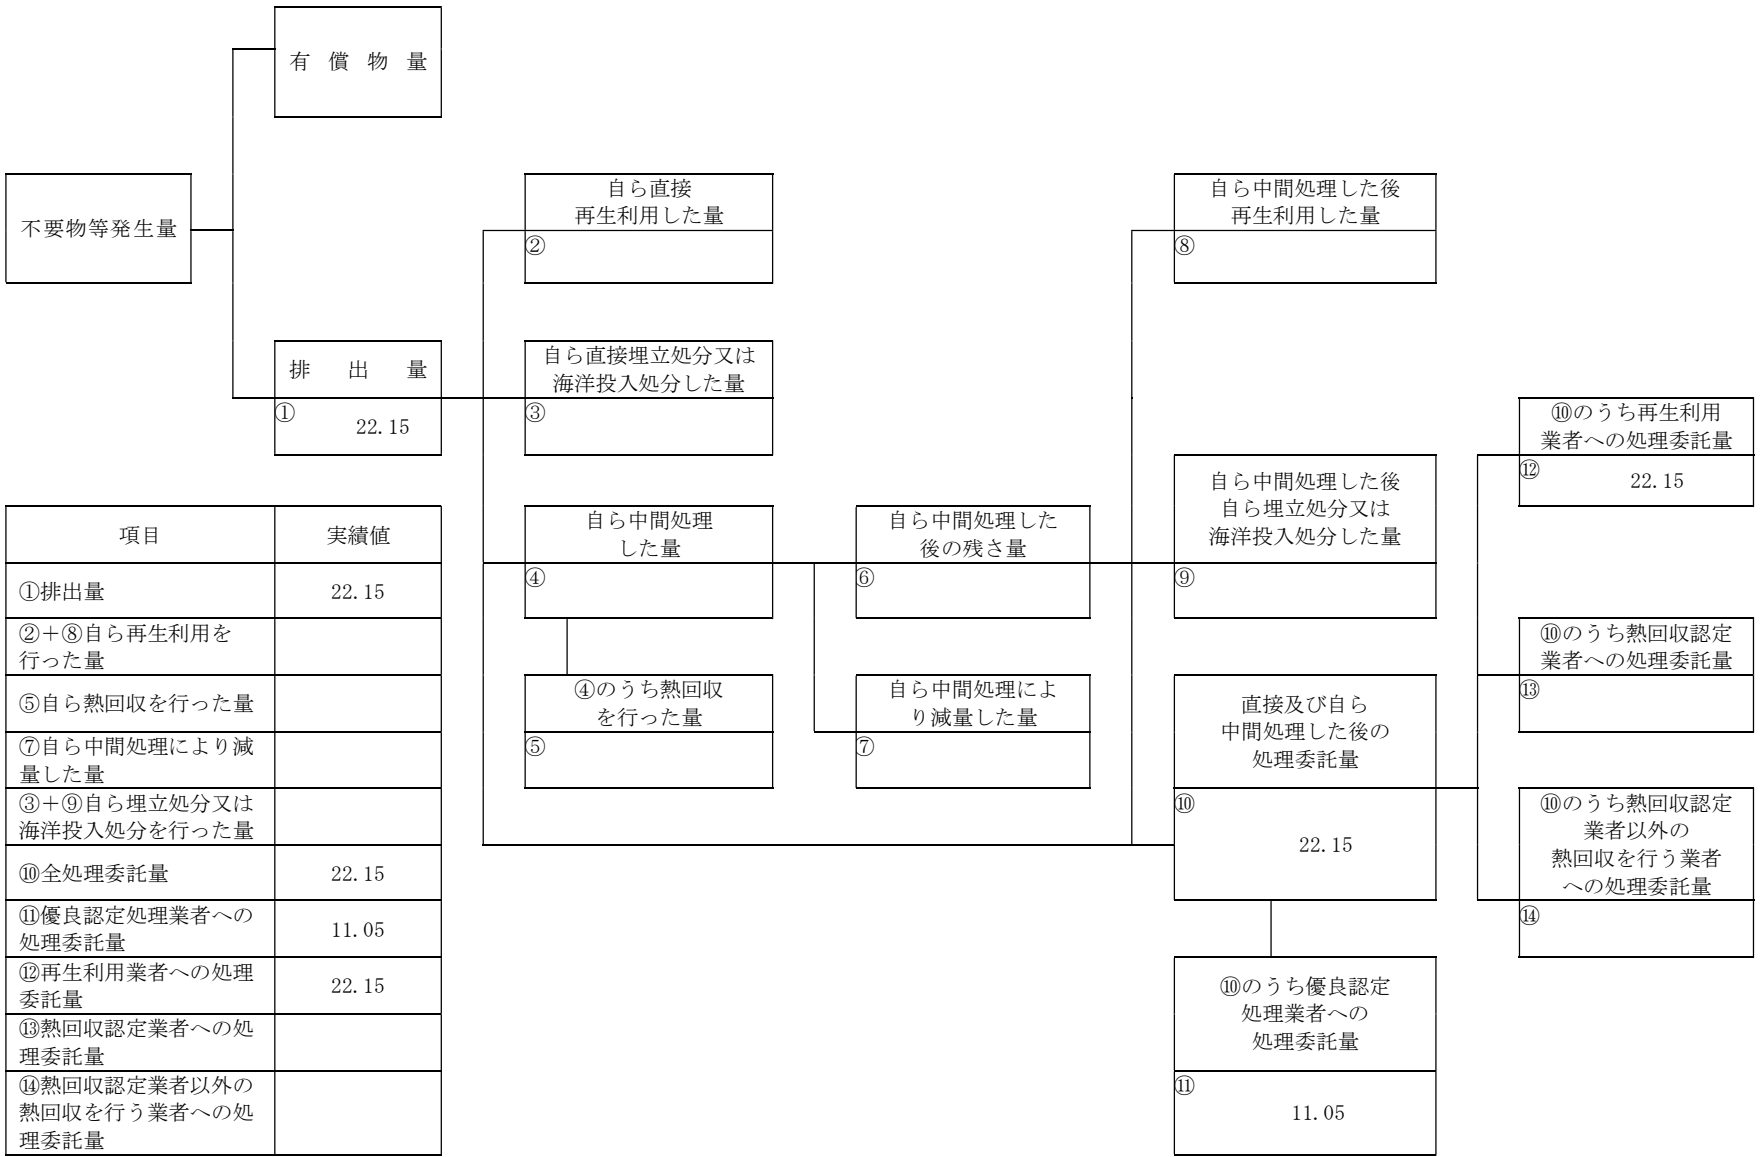 有償物量
不要物等発生量
自ら直接
再生利用した量
②
自ら中間処理した後
再生利用した量
⑧
排出量
①
22.15
自ら直接埋立処分又は
海洋投入処分した量
③
⑩のうち再生利用
業者への処理委託量
⑫
22.15
自ら中間処理
した量
④
自ら中間処理した
後の残さ量
⑥
自ら中間処理した後
自ら埋立処分又は
海洋投入処分した量
⑨
⑩のうち熱回収認定
業者への処理委託量
⑬
④のうち熱回収
を行った量
⑤
自ら中間処理によ
り減量した量
⑦
直接及び自ら
中間処理した後の
処理委託量
⑩
22.15
⑩のうち熱回収認定
業者以外の
熱回収を行う業者
への処理委託量
⑭
⑩のうち優良認定
処理業者への
処理委託量
⑪
11.05
項目 実績値
①排出量 22.15
②+⑧自ら再生利用を
行った量
⑤自ら熱回収を行った量
⑦自ら中間処理により減
量した量
③+⑨自ら埋立処分又は
海洋投入処分を行った量
⑩全処理委託量 22.15
⑪優良認定処理業者への
処理委託量 11.05
⑫再生利用業者への処理
委託量 22.15
⑬熱回収認定業者への処
理委託量
⑭熱回収認定業者以外の
熱回収を行う業者への処
理委託量